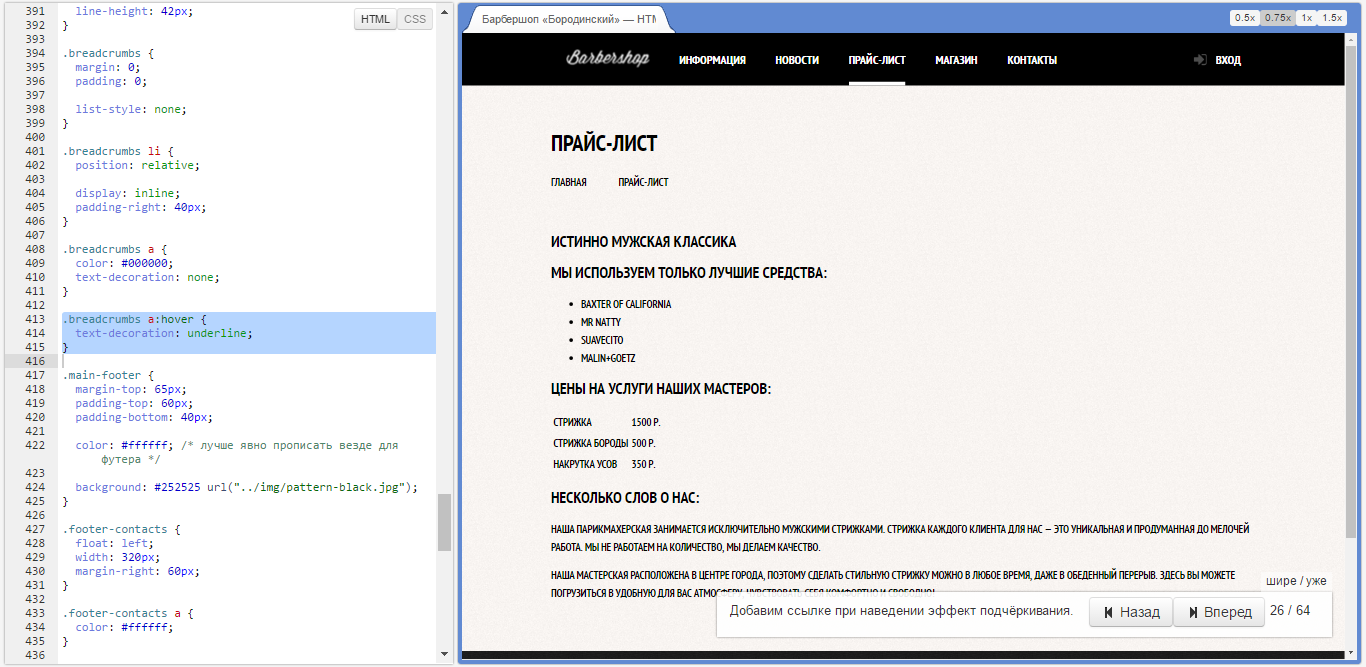 391 line-height: 42px;
392 }
393
394 .breadcrumbs {
395 margin: 0;
396 padding: 0;
397
398 list-style: none;
399 }
400
401 .breadcrumbs li {
402 position: relative;
403
404 display: inline;
405 padding-right: 40px;
406 }
407
408 .breadcrumbs a {
409 color: #000000;
410 text-decoration: none;
411 }
412
413 .breadcrumbs a:hover {
414 text-decoration: underline;
415 }
416
417 .main-footer {
418 margin-top: 65px;
419 padding-top: 60px;
420 padding-bottom: 40px;
421
422 color: #ffffff; /* лучше явно прописать везде для
футера */
423
424 background: #252525 url("../img/pattern-black.jpg");
425 }
426
427 .footer-contacts {
428 float: left;
429 width: 320px;
430 margin-right: 60px;
431 }
432
433 .footer-contacts a {
434 color: #ffffff;
435 }
436
HTML CSS
Барбершоп «Бородинский» — HTM
0.5x 0.75x 1x 1.5x
Barbershop ИНФОРМАЦИЯ НОВОСТИ ПРАЙС-ЛИСТ МАГАЗИН КОНТАКТЫ ВХОД
ПРАЙС-ЛИСТ
ГЛАВНАЯ ПРАЙС-ЛИСТ
ИСТИННО МУЖСКАЯ КЛАССИКА
МЫ ИСПОЛЬЗУЕМ ТОЛЬКО ЛУЧШИЕ СРЕДСТВА:
• BAXTER OF CALIFORNIA
• MR NATTY
• SUAVECITO
• MALIN+GOETZ
ЦЕНЫ НА УСЛУГИ НАШИХ МАСТЕРОВ:
СТРИЖКА 1500 Р.
СТРИЖКА БОРОДЫ 500 Р.
НАКРУТКА УСОВ 350 Р.
НЕСКОЛЬКО СЛОВ О НАС:
НАША ПАРИКМАХЕРСКАЯ ЗАНИМАЕТСЯ ИСКЛЮЧИТЕЛЬНО МУЖСКИМИ СТРИЖКАМИ. СТРИЖКА КАЖДОГО КЛИЕНТА ДЛЯ НАС — ЭТО УНИКАЛЬНАЯ И ПРОДУМАННАЯ ДО МЕЛОЧЕЙ
РАБОТА. МЫ НЕ РАБОТАЕМ НА КОЛИЧЕСТВО, МЫ ДЕЛАЕМ КАЧЕСТВО.
НАША МАСТЕРСКАЯ РАСПОЛОЖЕНА В ЦЕНТРЕ ГОРОДА, ПОЭТОМУ СДЕЛАТЬ СТИЛЬНУЮ СТРИЖКУ МОЖНО В ЛЮБОЕ ВРЕМЯ, ДАЖЕ В ОБЕДЕННЫЙ ПЕРЕРЫВ. ЗДЕСЬ ВЫ МОЖЕТЕ
ПОГРУЗИТЬСЯ В УДОБНУЮ ДЛЯ ВАС АТМОСФЕРУ, ЧУВСТВОВАТЬ СЕБЯ КОМФОРТНО И СВОБОДНО!
шире / уже
Добавим ссылке при наведении эффект подчёркивания. Назад Вперед 26 / 64